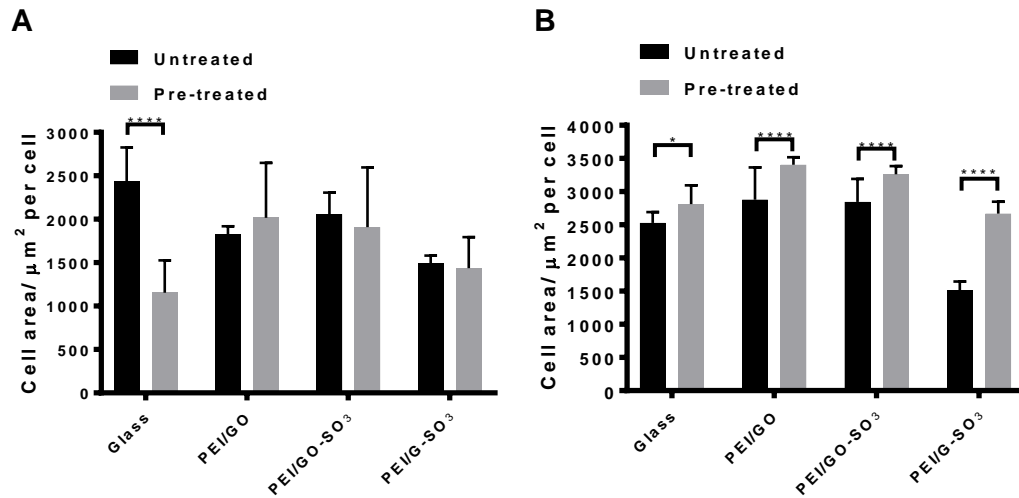 A
Untreated
Pre-treated
Cell area/ μm² per cell
3000
2500
2000
1500
1000
500
0
****
Glass
PEI/GO
PEI/GO-SO₃
PEI/G-SO₃
B
Untreated
Pre-treated
Cell area/ μm² per cell
4000
3500
3000
2500
2000
1500
1000
500
0
*
****
****
****
Glass
PEI/GO
PEI/GO-SO₃
PEI/G-SO₃